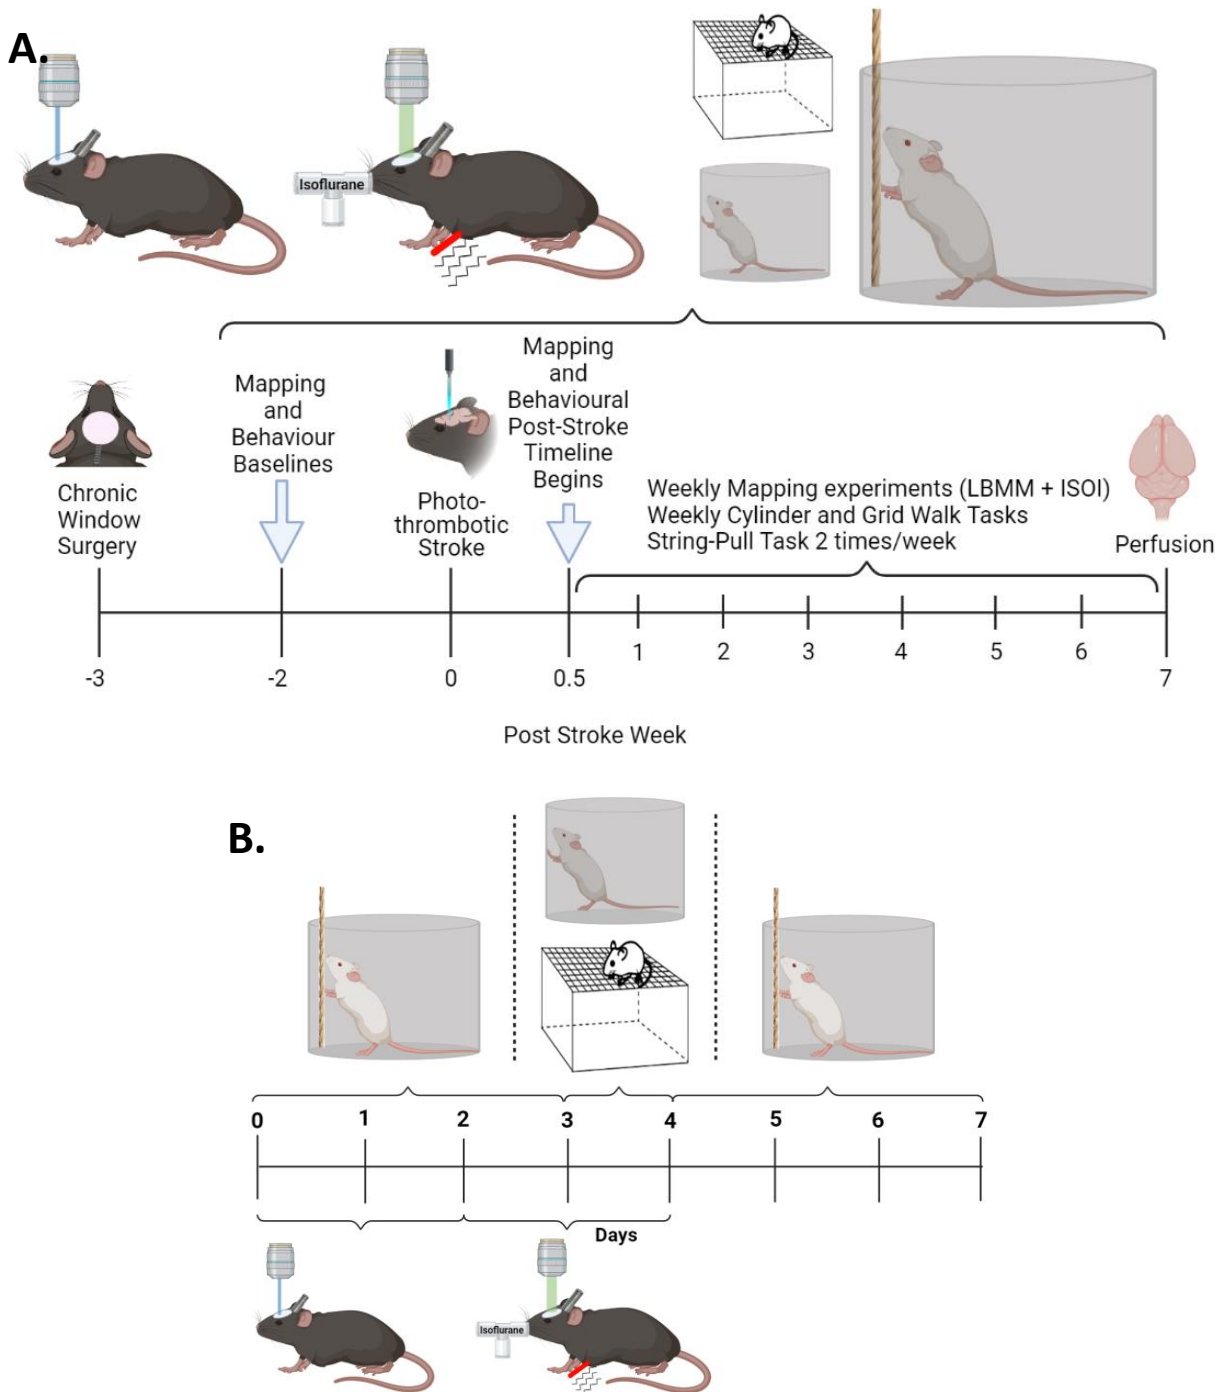 A.
Isoflurane
Mapping
and
Behaviour
Baselines
Mapping
and
Behavioural
Post-Stroke
Timeline
Begins
Chronic
Window
Surgery
Photo-
thrombotic
Stroke
Weekly Mapping experiments (LBMM + ISOI)
Weekly Cylinder and Grid Walk Tasks
String-Pull Task 2 times/week
Perfusion
-3
-2
0
0.5
1
2
3
4
5
6
7
Post Stroke Week
B.
0 1 2 3 4 5 6 7
Days
Isoflurane